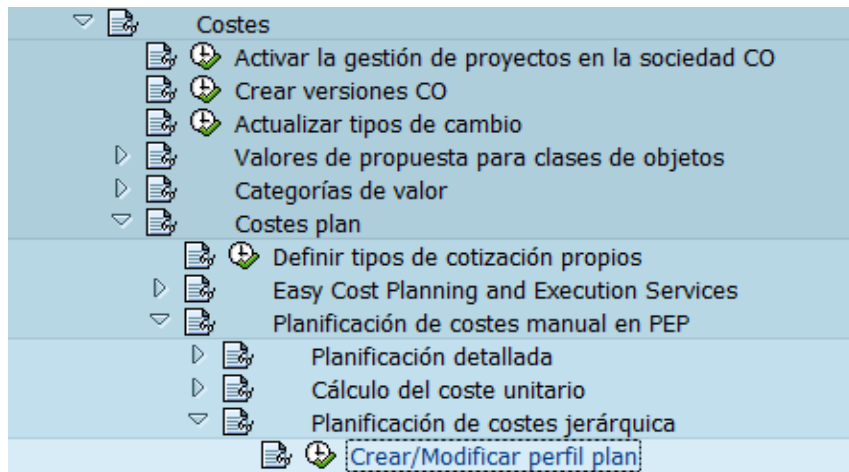 Costes
Activar la gestión de proyectos en la sociedad CO
Crear versiones CO
Actualizar tipos de cambio
Valores de propuesta para clases de objetos
Categorías de valor
Costes plan
Definir tipos de cotización propios
Easy Cost Planning and Execution Services
Planificación de costes manual en PEP
Planificación detallada
Cálculo del coste unitario
Planificación de costes jerárquica
Crear/Modificar perfil plan